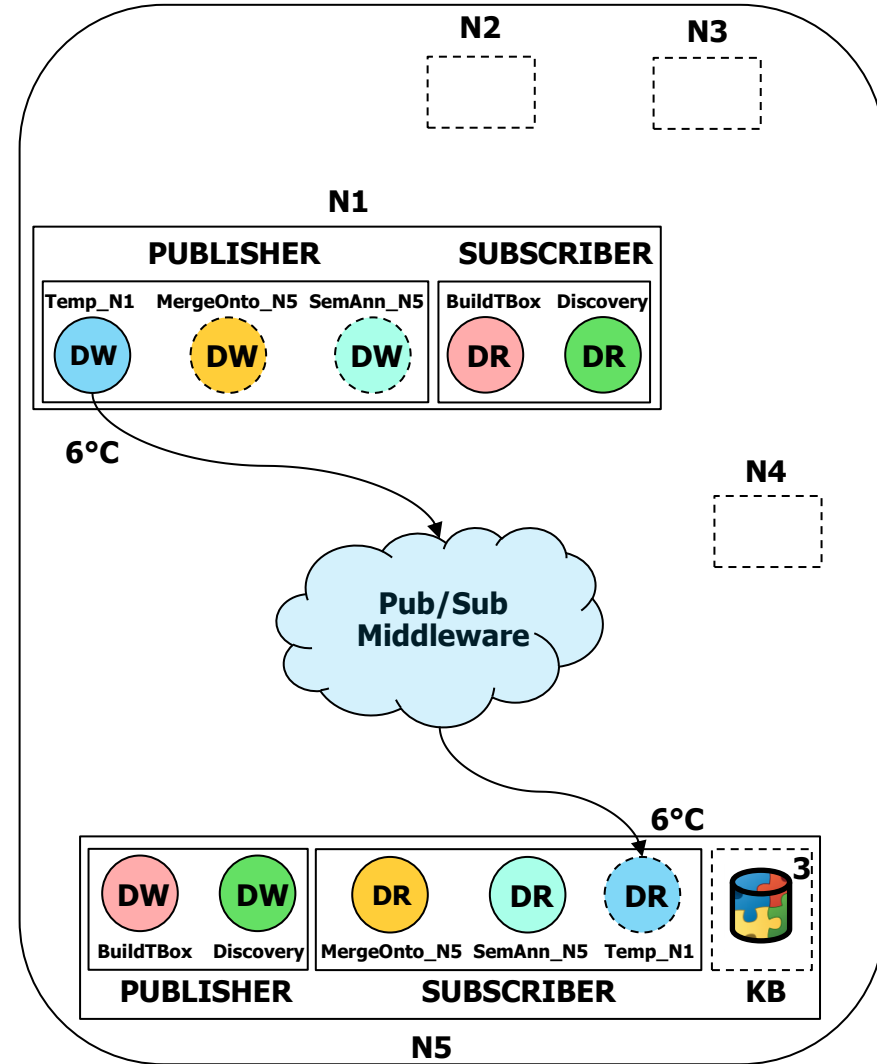 N2
N3
N1
PUBLISHER
SUBSCRIBER
Temp_N1
MergeOnto_N5
SemAnn_N5
BuildTBox
Discovery
DW
DW
DW
DR
DR
6°C
N4
Pub/Sub
Middleware
6°C
3
DW
DW
DR
DR
DR
BuildTBox
Discovery
MergeOnto_N5
SemAnn_N5
Temp_N1
PUBLISHER
SUBSCRIBER
KB
N5